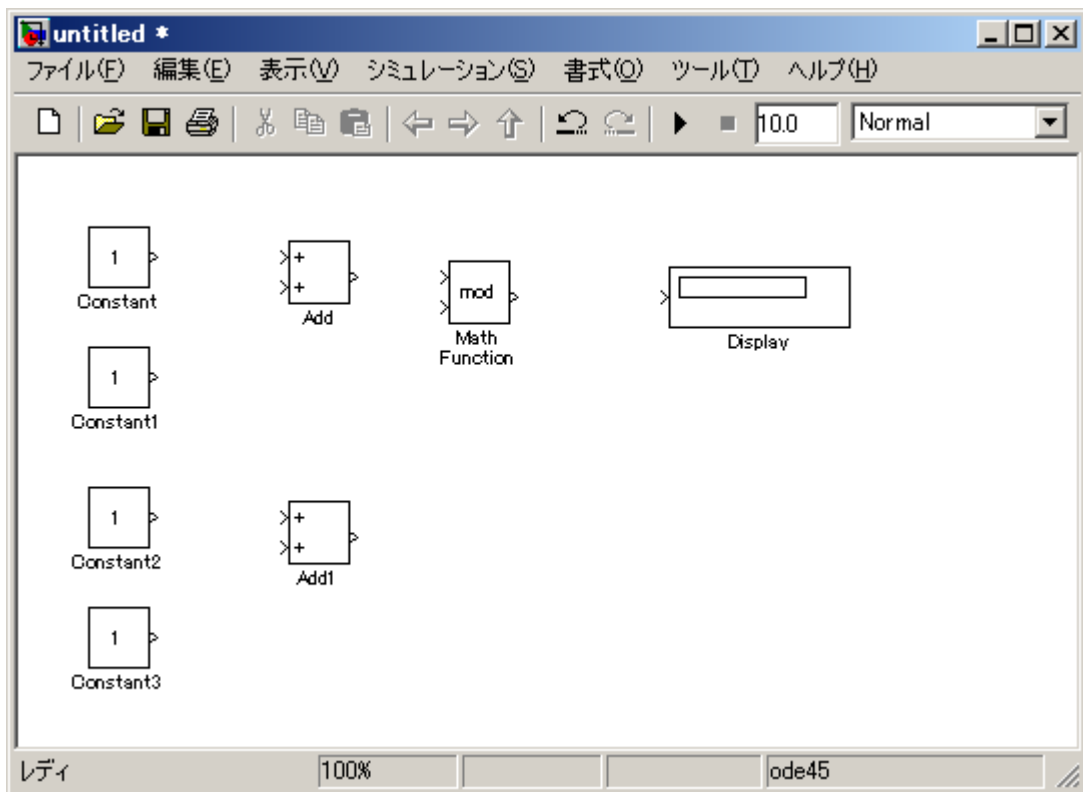 untitled *
ファイル(F) 編集(E) 表示(V) シミュレーション(S) 書式(O) ツール(T) ヘルプ(H)
10.0 Normal
1
Constant
+
+
Add
mod
Math
Function
Display
1
Constant1
1
Constant2
+
+
Add1
1
Constant3
レディ 100% ode45